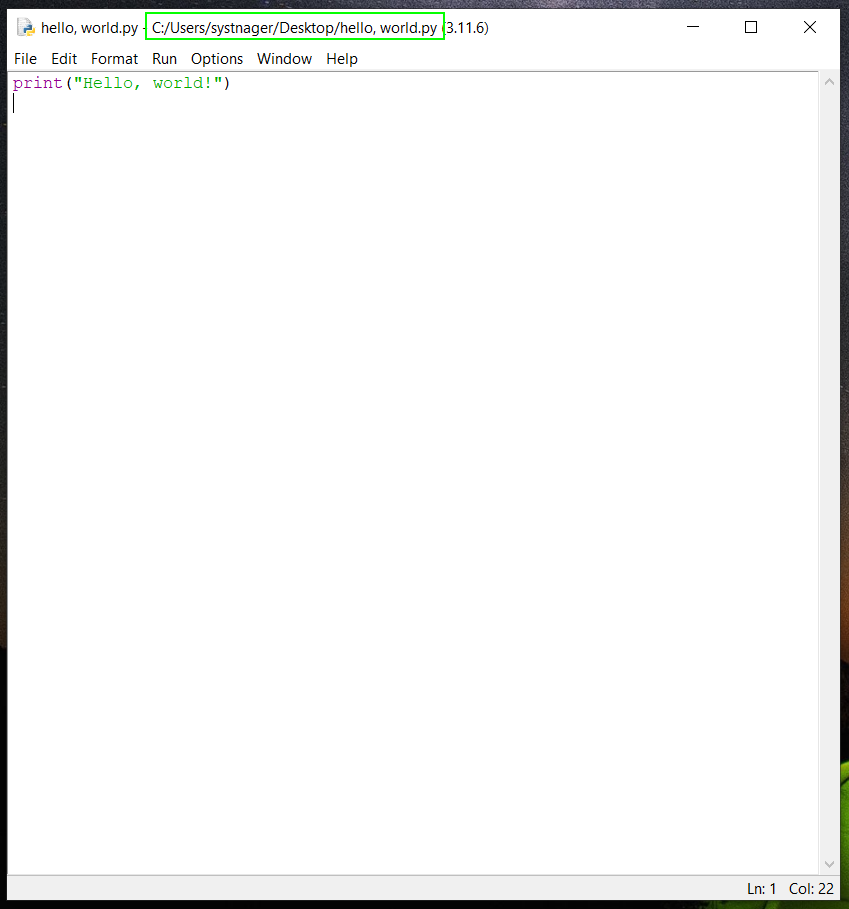 hello, world.py - C:/Users/systnager/Desktop/hello, world.py (3.11.6)
File Edit Format Run Options Window Help
print("Hello, world!")
Ln: 1 Col: 22